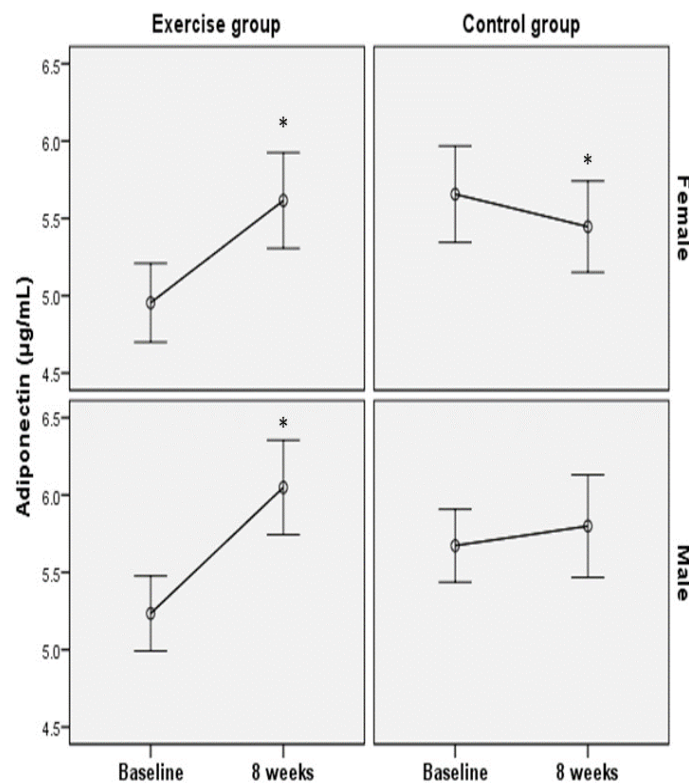 Exercise group
Control group
Adiponectin (µg/mL)
6.5
*
*
6.0
5.5
5.0
4.5
Female
6.5
*
6.0
5.5
5.0
4.5
Male
Baseline
8 weeks
Baseline
8 weeks